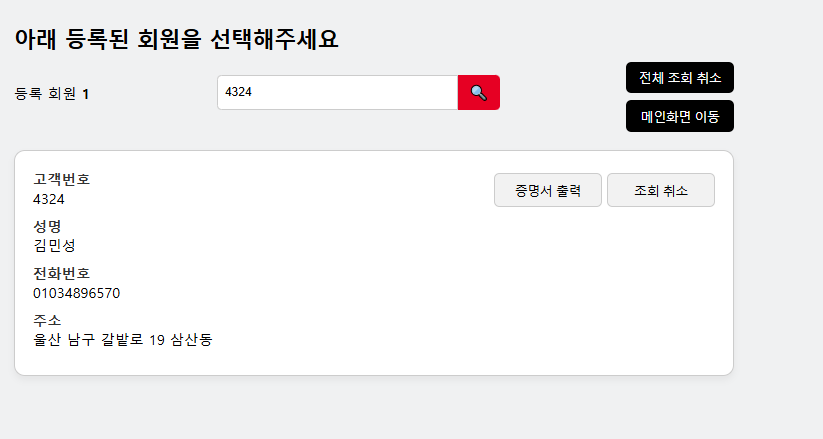 아래 등록된 회원을 선택해주세요
전체 조회 취소
등록 회원 1
4324
메인화면 이동
고객번호
4324
증명서 출력
조회 취소
성명
김민성
전화번호
01034896570
주소
울산 남구 갈밭로 19 삼산동